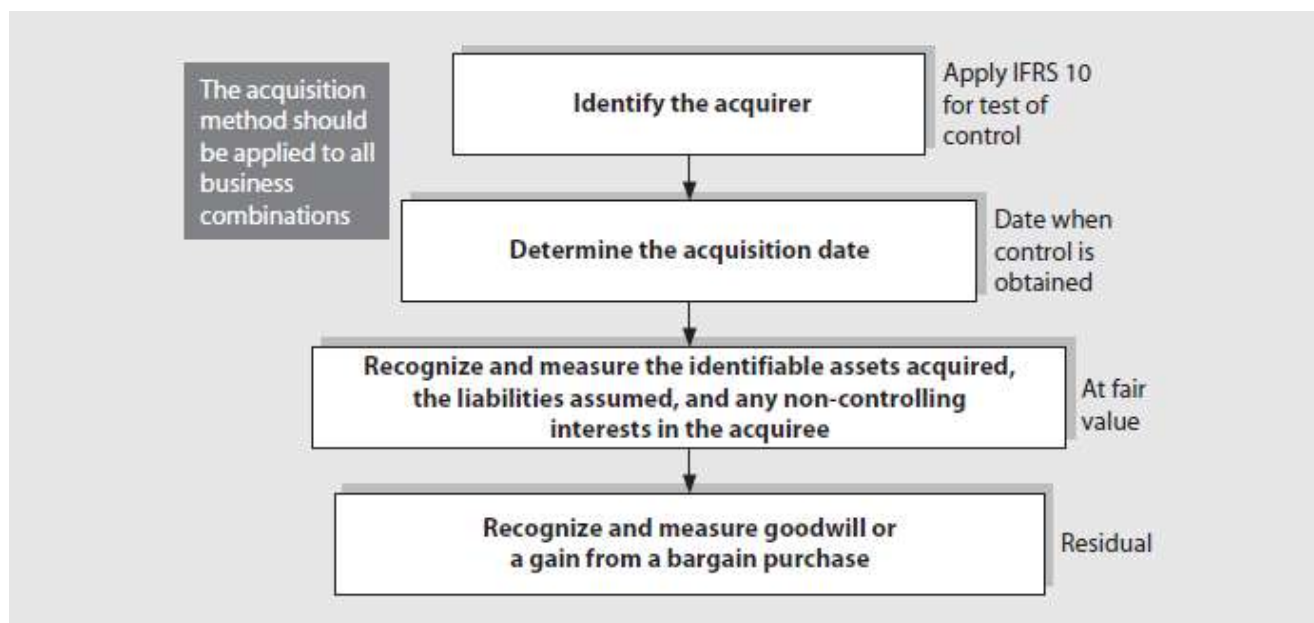 The acquisition
method should
be applied to all
business
combinations
Identify the acquirer
Apply IFRS 10
for test of
control
Determine the acquisition date
Date when
control is
obtained
Recognize and measure the identifiable assets acquired,
the liabilities assumed, and any non-controlling
interests in the acquiree
At fair
value
Recognize and measure goodwill or
a gain from a bargain purchase
Residual